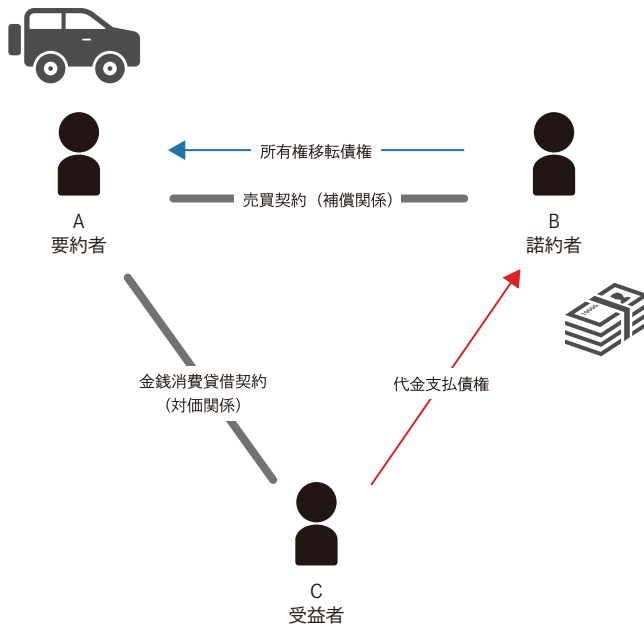 所有権移転債権
売買契約（補償関係）
A
要約者
B
諾約者
10000
金銭消費貸借契約
（対価関係）
代金支払債権
C
受益者